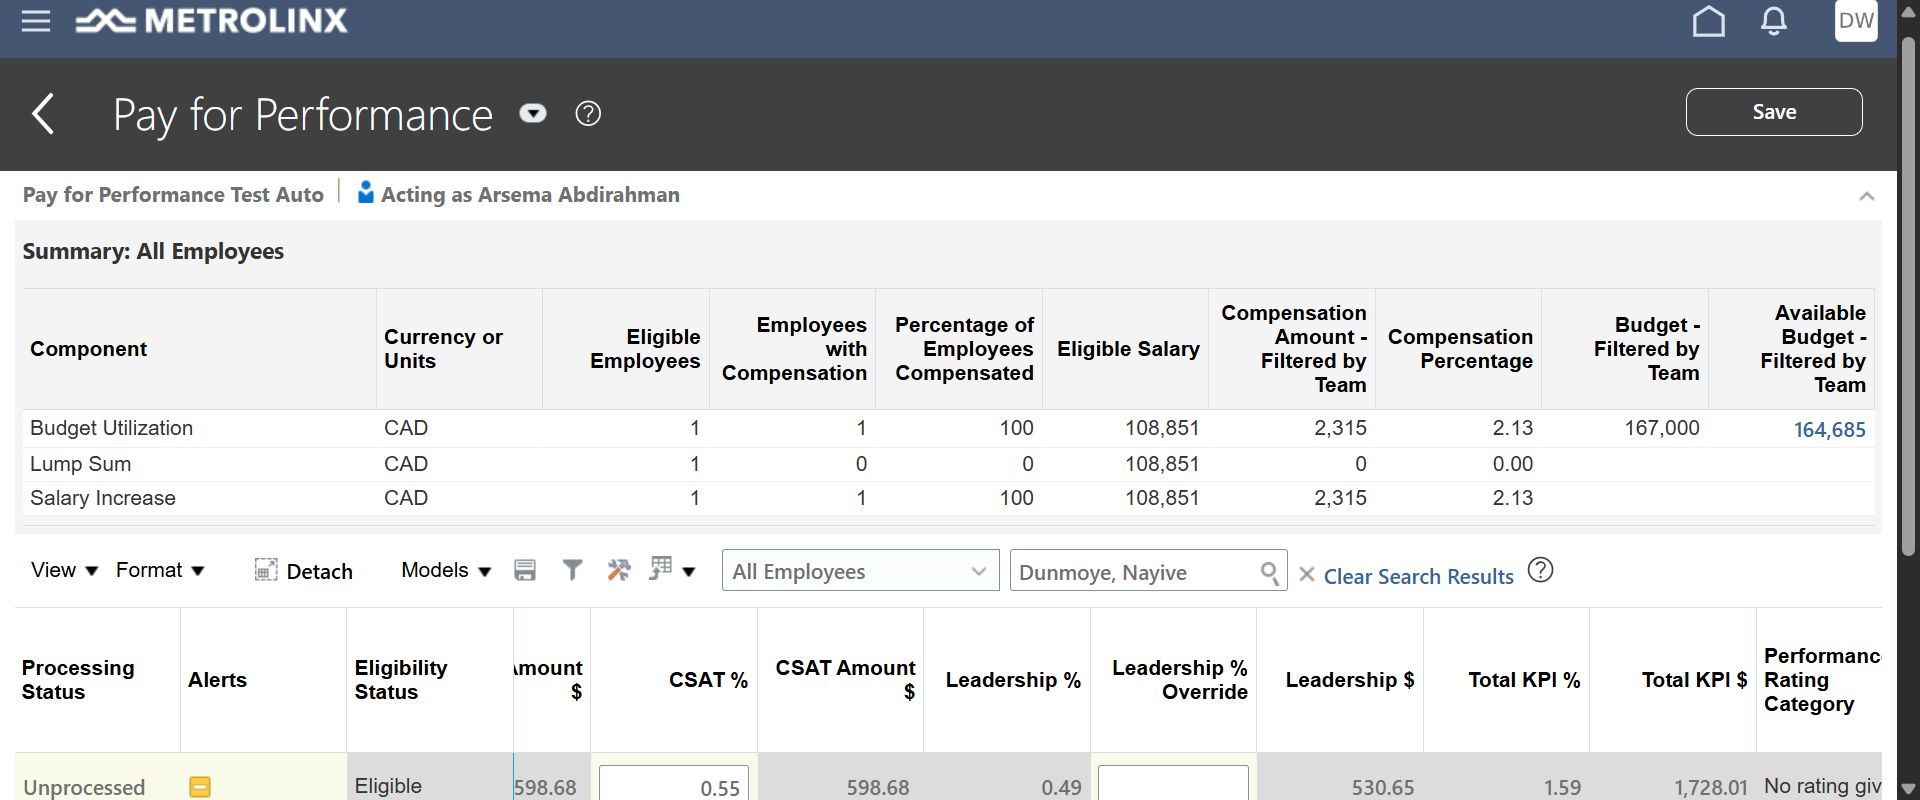 METROLINX
DW
Pay for Performance
Save
Pay for Performance Test Auto
Acting as Arsema Abdirahman
Summary: All Employees
Component
Currency or
Units
Eligible
Employees
Employees
with
Compensation
Percentage of
Employees
Compensated
Eligible Salary
Compensation
Amount -
Filtered by
Team
Compensation
Percentage
Budget -
Filtered by
Team
Available
Budget -
Filtered by
Team
Budget Utilization CAD 1 1 100 108,851 2,315 2.13 167,000 164,685
Lump Sum CAD 1 0 0 108,851 0 0.00
Salary Increase CAD 1 1 100 108,851 2,315 2.13
View Format Detach Models All Employees Dunmoye, Nayive Clear Search Results ?
Processing
Status
Alerts
Eligibility
Status
Amount
$
CSAT %
CSAT Amount
$
Leadership %
Leadership %
Override
Leadership $
Total KPI %
Total KPI $
Performanc
Rating
Category
Unprocessed Eligible 598.68 0.55 598.68 0.49 530.65 1.59 1,728.01 No rating giv